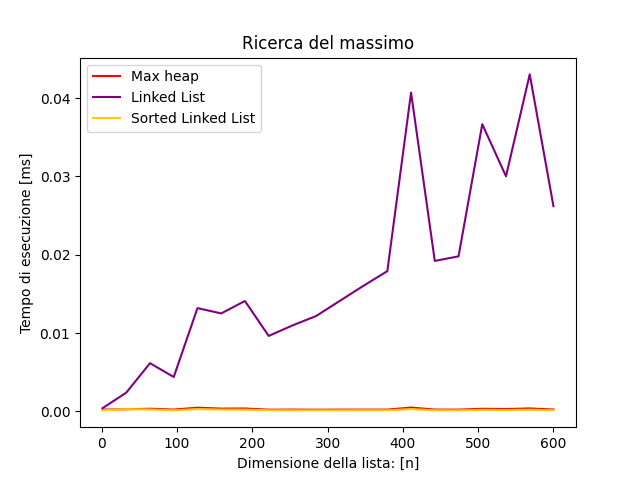 Ricerca del massimo
Max heap
Linked List
Sorted Linked List
Tempo di esecuzione [ms]
0.04
0.03
0.02
0.01
0.00
0 100 200 300 400 500 600
Dimensione della lista: [n]